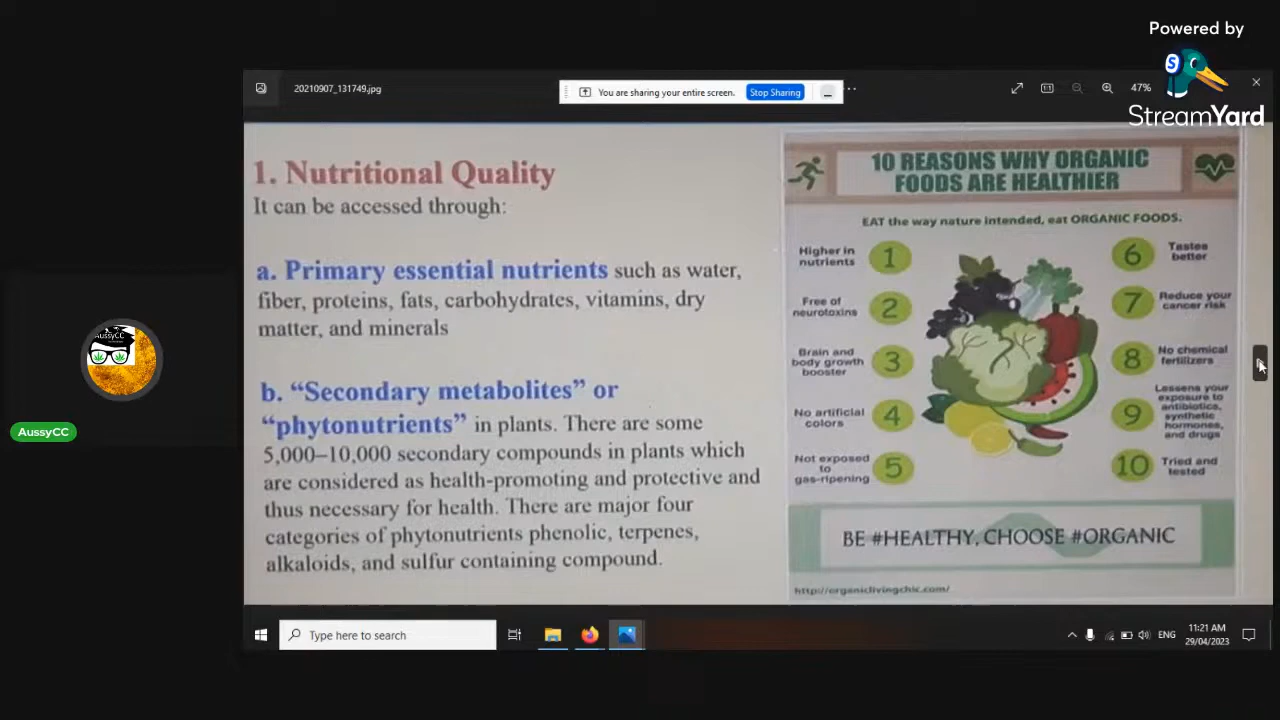 Powered by
StreamYard
20210907_131749.jpg
You are sharing your entire screen.
Stop Sharing
47%
1. Nutritional Quality
It can be accessed through:
a. Primary essential nutrients such as water,
fiber, proteins, fats, carbohydrates, vitamins, dry
matter, and minerals
b. “Secondary metabolites” or
“phytonutrients” in plants. There are some
5,000–10,000 secondary compounds in plants which
are considered as health-promoting and protective and
thus necessary for health. There are major four
categories of phytonutrients phenolic, terpenes,
alkaloids, and sulfur containing compound.
10 REASONS WHY ORGANIC
FOODS ARE HEALTHIER
EAT the way nature intended, eat ORGANIC FOODS.
Higher in
nutrients
1
Free of
neurotoxins
2
Brain and
body growth
booster
3
No artificial
colors
4
Not exposed
to
gas-ripening
5
6
Tastes
better
7
Reduce your
cancer risk
8
No chemical
fertilizers
9
Lessens your
exposure to
antibiotics,
synthetic
hormones,
and drugs
10
Tried and
tested
BE #HEALTHY, CHOOSE #ORGANIC
http://organiclivingchic.com/
AussyCC
AussyCC
Type here to search
ENG
11:21 AM
29/04/2023